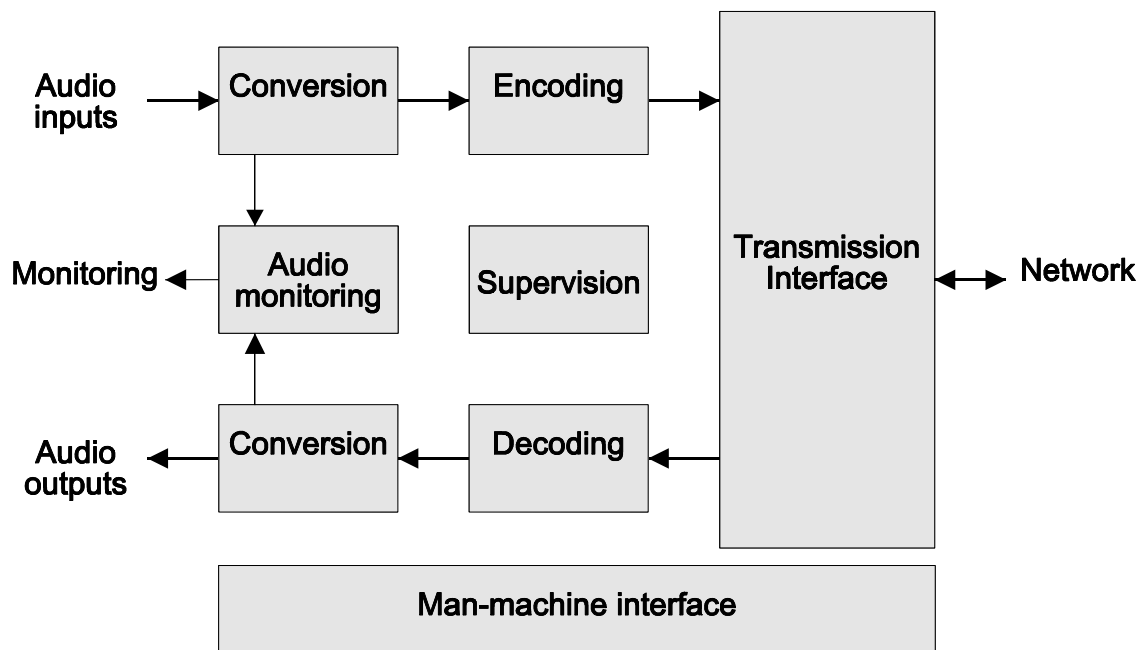 Audio
inputs
Conversion
Encoding
Transmission
Interface
Network
Monitoring
Audio
monitoring
Supervision
Audio
outputs
Conversion
Decoding
Man-machine interface